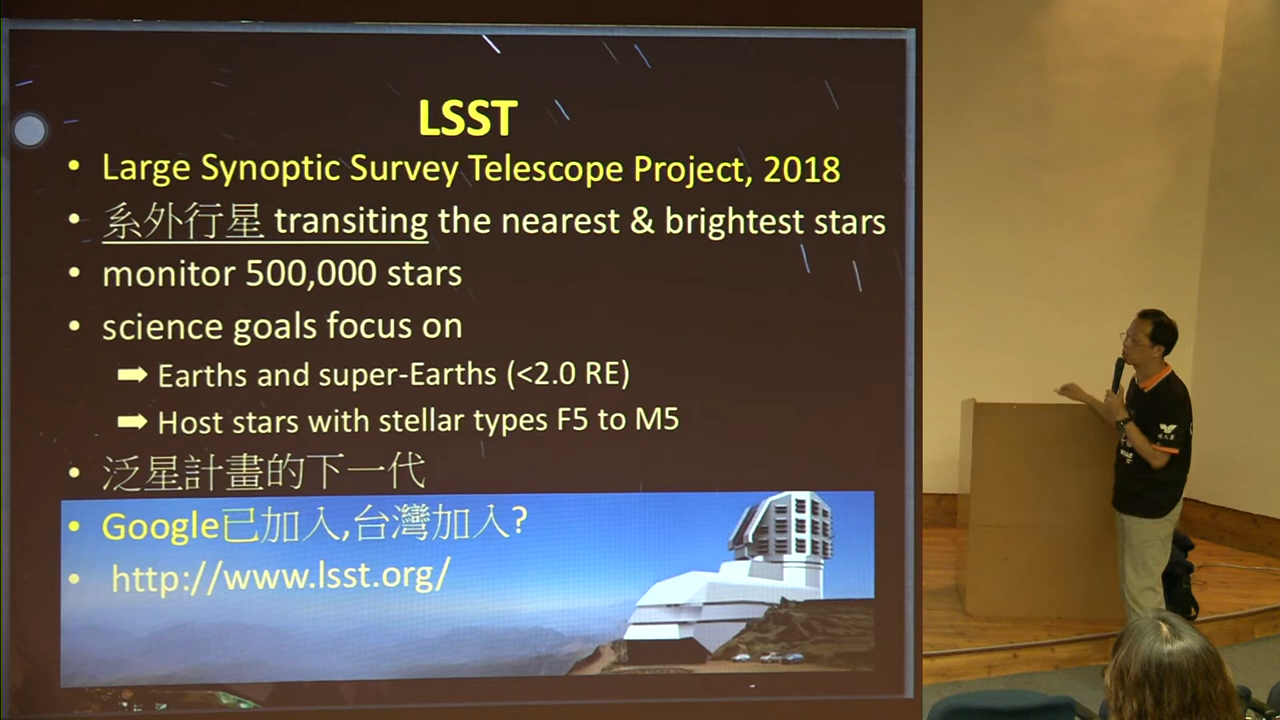 LSST
• Large Synoptic Survey Telescope Project, 2018
• 系外行星 transiting the nearest & brightest stars
• monitor 500,000 stars
• science goals focus on
➡ Earths and super-Earths (<2.0 RE)
➡ Host stars with stellar types F5 to M5
• 泛星計畫的下一代
• Google已加入,台灣加入?
• http://www.lsst.org/